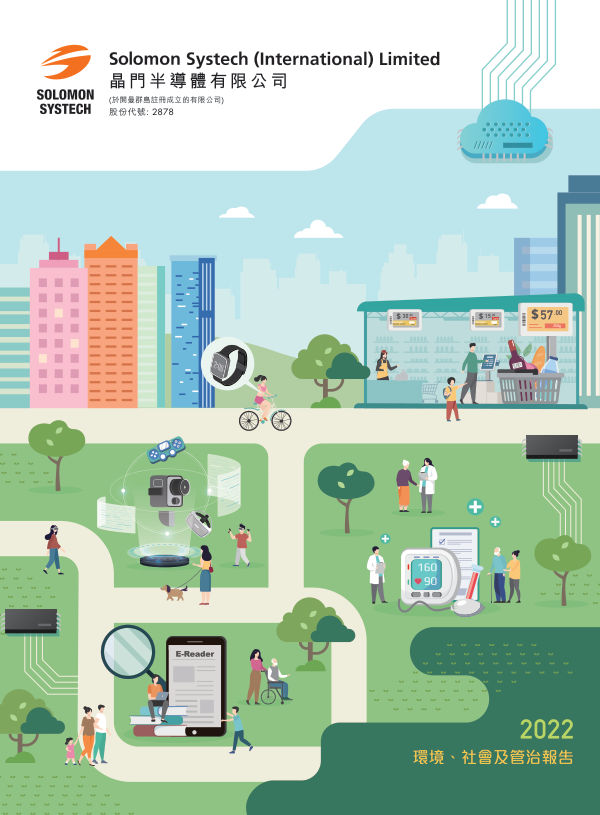 SOLOMON
SYSTECH
Solomon Systech (International) Limited
晶門半導體有限公司
(於開曼群島註冊成立的有限公司)
股份代號: 2878
$57.00
160
90
E-Reader
2022
環境、社會及管治報告